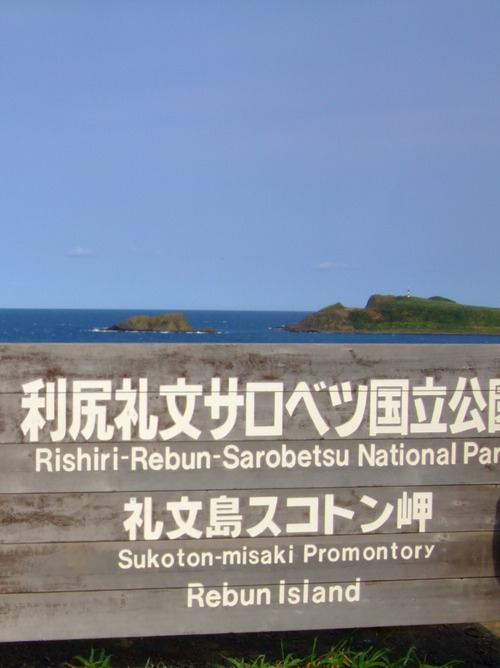 利尻礼文サロベツ国立公園
Rishiri-Rebun-Sarobetsu National Par
礼文島スコトン岬
Sukoton-misaki Promontory
Rebun Island